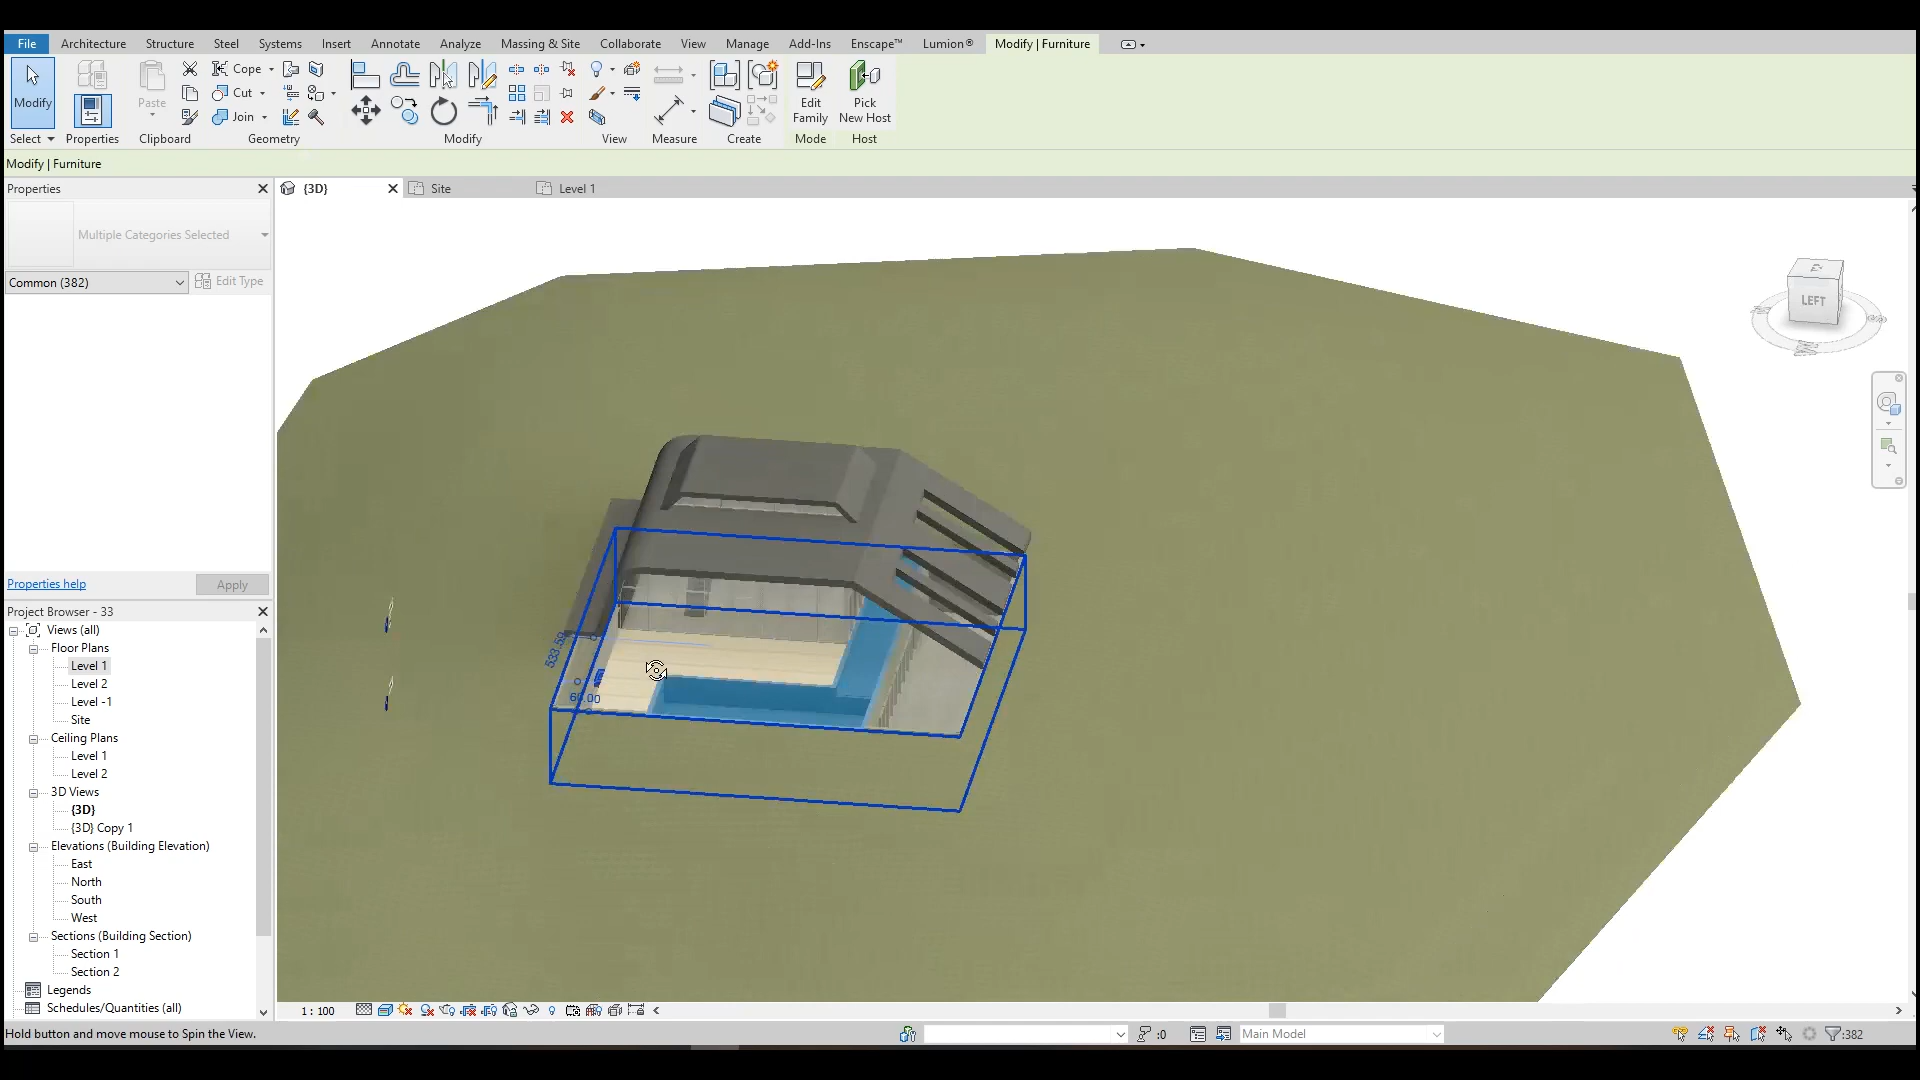 File Architecture Structure Steel Systems Insert Annotate Analyze Massing & Site Collaborate View Manage Add-Ins Enscape™ Lumion® Modify | Furniture
Modify
Paste
Cope
Cut
Join
Edit Family
Pick New Host
Select Properties Clipboard Geometry Modify View Measure Create Mode Host
Modify | Furniture
Properties
{3D} Site Level 1
Multiple Categories Selected
Common (382) Edit Type
LEFT
533.59
60.00
Properties help Apply
Project Browser - 33
Views (all)
Floor Plans
Level 1
Level 2
Level -1
Site
Ceiling Plans
Level 1
Level 2
3D Views
{3D}
{3D} Copy 1
Elevations (Building Elevation)
East
North
South
West
Sections (Building Section)
Section 1
Section 2
Legends
Schedules/Quantities (all)
1 : 100
Hold button and move mouse to Spin the View.
:0
Main Model
:382